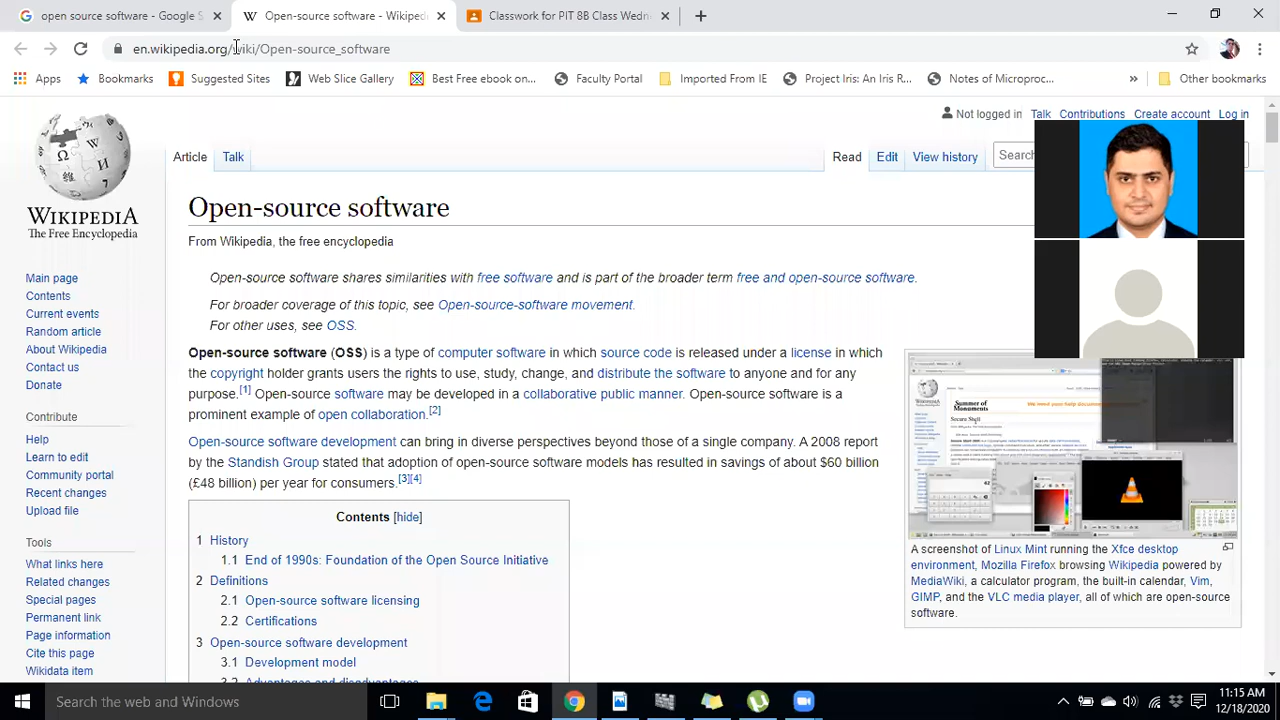 open source software - Google S
Open-source software - Wikiped
Classwork for PIT 8B Class Wedn
en.wikipedia.org/wiki/Open-source_software
Apps
Bookmarks
Suggested Sites
Web Slice Gallery
Best Free ebook on...
Faculty Portal
Imported From IE
Project Iris: An Iris R...
Notes of Microproc...
»
Other bookmarks
Not logged in Talk Contributions Create account Log in
Article Talk
Read Edit View history
Search
WIKIPEDIA
The Free Encyclopedia
Main page
Contents
Current events
Random article
About Wikipedia
Contact us
Donate
Contribute
Help
Learn to edit
Community portal
Recent changes
Upload file
Tools
What links here
Related changes
Special pages
Permanent link
Page information
Cite this page
Wikidata item
Open-source software
From Wikipedia, the free encyclopedia
Open-source software shares similarities with free software and is part of the broader term free and open-source software.
For broader coverage of this topic, see Open-source-software movement.
For other uses, see OSS.
Open-source software (OSS) is a type of computer software in which source code is released under a license in which
the copyright holder grants users the rights to use, study, change, and distribute the software to anyone and for any
purpose.[1] Open-source software may be developed in a collaborative public manner. Open-source software is a
prominent example of open collaboration.[2]
Open-source software development can bring in diverse perspectives beyond those of a single company. A 2008 report
by the Standish Group stated that adoption of open-source software models has resulted in savings of about $60 billion
(£48 billion) per year for consumers.[3][4]
Contents [hide]
1 History
1.1 End of 1990s: Foundation of the Open Source Initiative
2 Definitions
2.1 Open-source software licensing
2.2 Certifications
3 Open-source software development
3.1 Development model
3.2 Advantages and disadvantages
Summer of
Monuments
Secure Shell
42
A screenshot of Linux Mint running the Xfce desktop
environment, Mozilla Firefox browsing Wikipedia powered by
MediaWiki, a calculator program, the built-in calendar, Vim,
GIMP, and the VLC media player, all of which are open-source
software.
Search the web and Windows
11:15 AM
12/18/2020